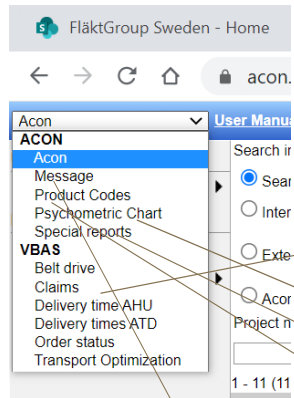 FläktGroup Sweden - Home
acon.
Acon
User Manua
ACON
Search in
Acon
Message
Sear
Product Codes
Psychometric Chart
Inter
Special reports
VBAS
Exte
Belt drive
Claims
Delivery time AHU
Acor
Delivery times ATD
Project n
Order status
Transport Optimization
1 - 11 (11